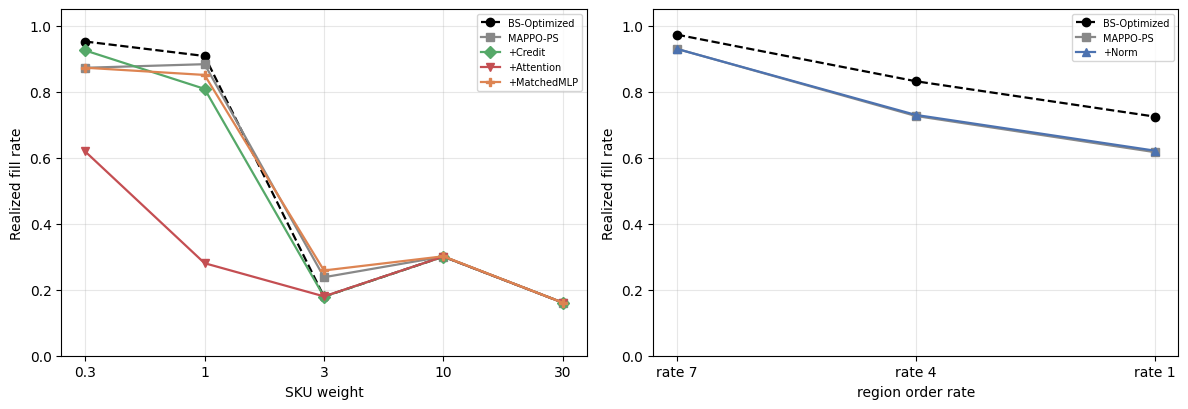 Realized fill rate
1.0
0.8
0.6
0.4
0.2
0.0
0.3
1
3
10
30
SKU weight
BS-Optimized
MAPPO-PS
+Credit
+Attention
+MatchedMLP
Realized fill rate
1.0
0.8
0.6
0.4
0.2
0.0
rate 7
rate 4
rate 1
region order rate
BS-Optimized
MAPPO-PS
+Norm